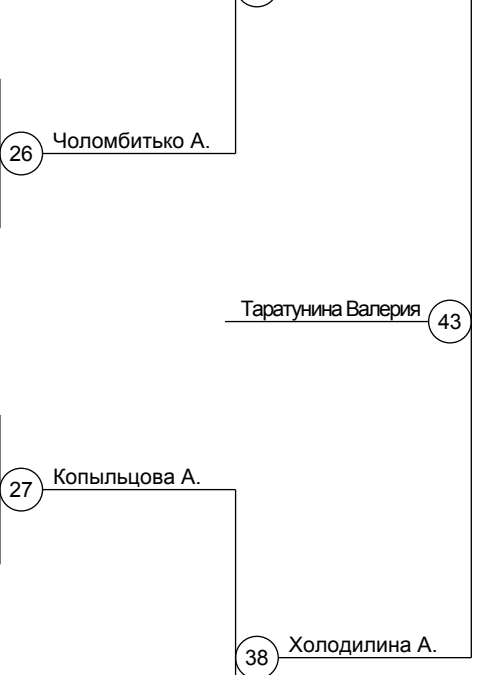 26 Чоломбитько А.
Таратунина Валерия 43
27 Копыльцова А.
38 Холодилина А.